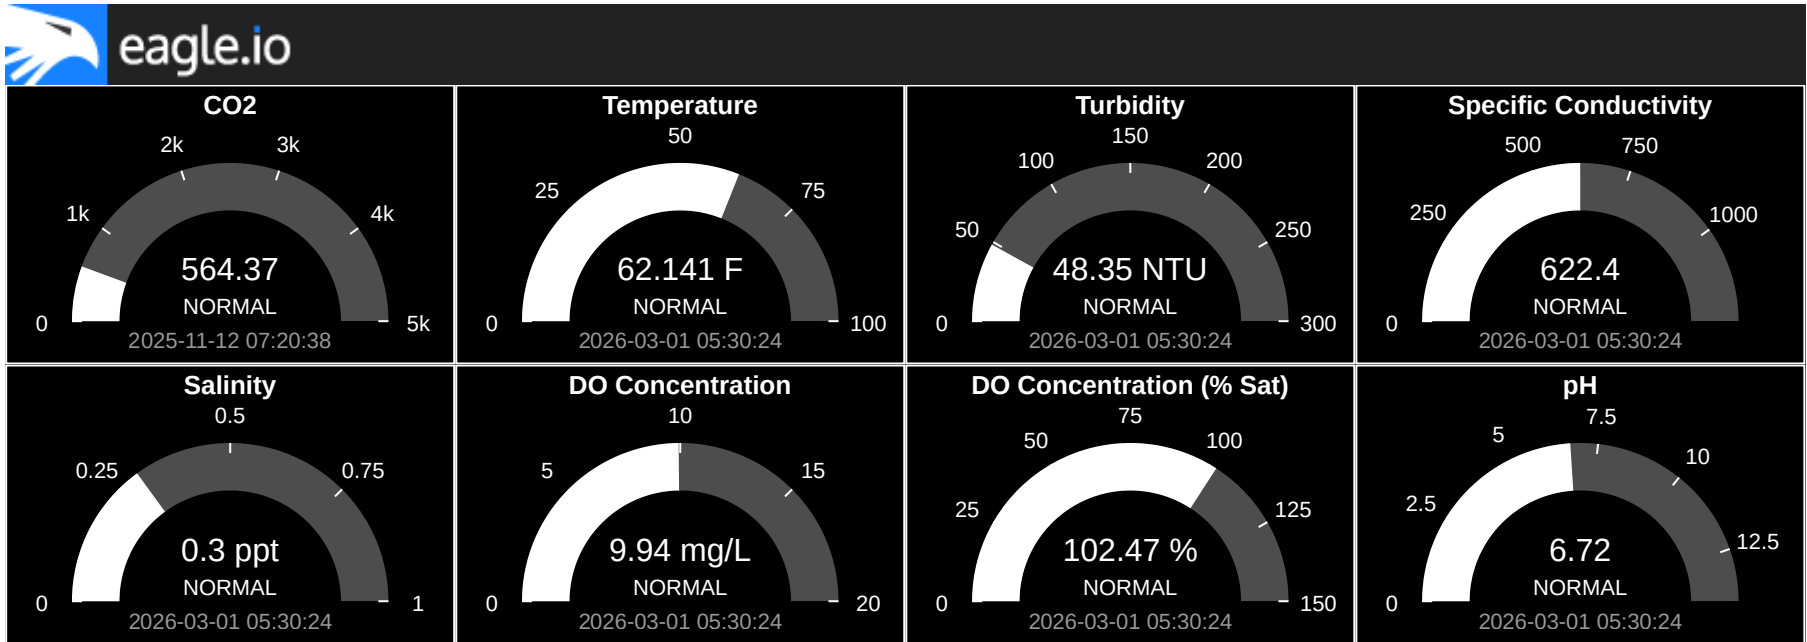 eagle.io
CO2
0
1k
2k
3k
4k
5k
564.37
NORMAL
2025-11-12 07:20:38
Temperature
0
25
50
75
100
62.141 F
NORMAL
2026-03-01 05:30:24
Turbidity
0
50
100
150
200
250
300
48.35 NTU
NORMAL
2026-03-01 05:30:24
Specific Conductivity
0
250
500
750
1000
622.4
NORMAL
2026-03-01 05:30:24
Salinity
0
0.25
0.5
0.75
1
0.3 ppt
NORMAL
2026-03-01 05:30:24
DO Concentration
0
5
10
15
20
9.94 mg/L
NORMAL
2026-03-01 05:30:24
DO Concentration (% Sat)
0
25
50
75
100
125
150
102.47 %
NORMAL
2026-03-01 05:30:24
pH
0
2.5
5
7.5
10
12.5
6.72
NORMAL
2026-03-01 05:30:24